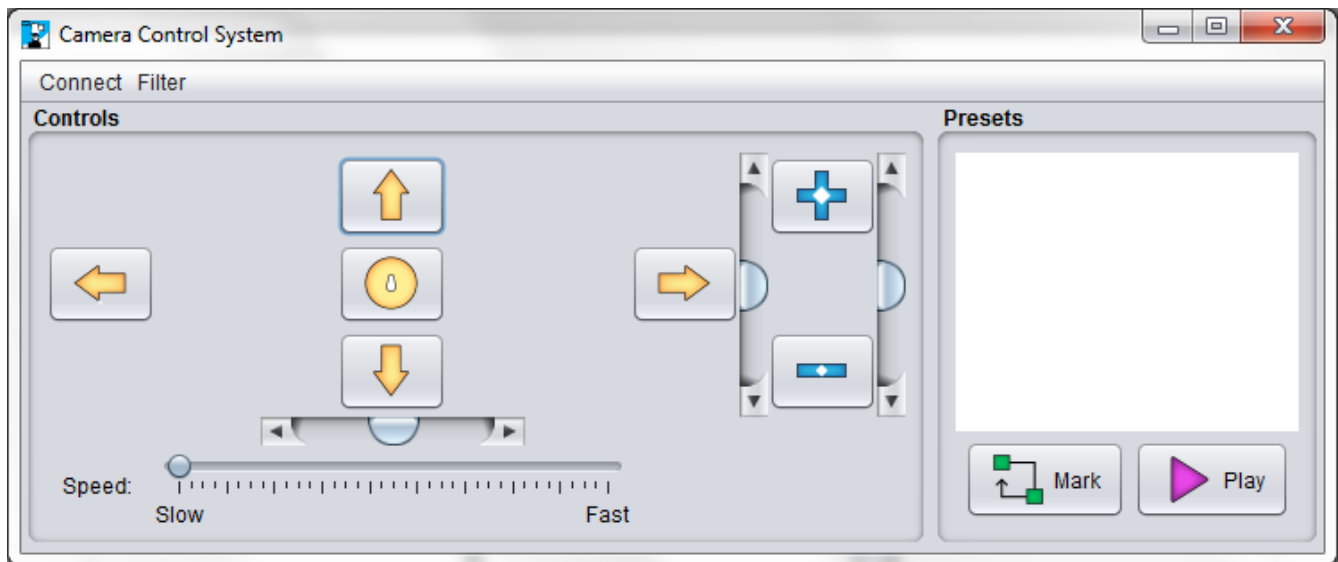 Camera Control System
Connect Filter
Controls
Presets
Speed:
Slow Fast
Mark Play